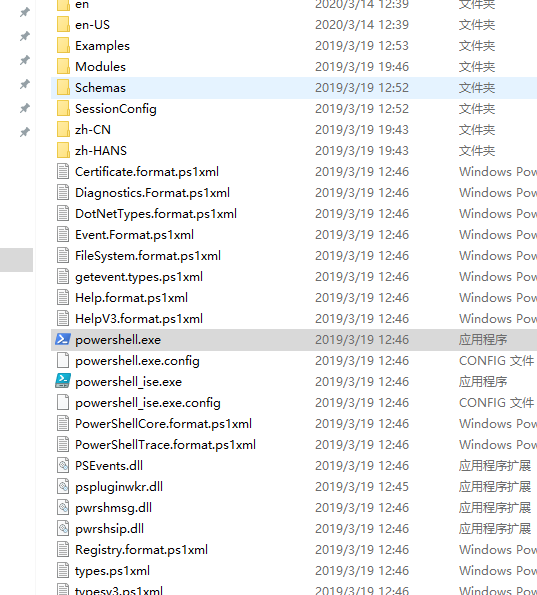 en 2020/3/14 12:39 文件夹
en-US 2020/3/14 12:39 文件夹
Examples 2019/3/19 12:53 文件夹
Modules 2019/3/19 19:46 文件夹
Schemas 2019/3/19 12:52 文件夹
SessionConfig 2019/3/19 12:52 文件夹
zh-CN 2019/3/19 19:43 文件夹
zh-HANS 2019/3/19 19:43 文件夹
Certificate.format.ps1xml 2019/3/19 12:46 Windows Pow
Diagnostics.Format.ps1xml 2019/3/19 12:46 Windows Pow
DotNetTypes.format.ps1xml 2019/3/19 12:46 Windows Pow
Event.Format.ps1xml 2019/3/19 12:46 Windows Pow
FileSystem.format.ps1xml 2019/3/19 12:46 Windows Pow
getevent.types.ps1xml 2019/3/19 12:46 Windows Pow
Help.format.ps1xml 2019/3/19 12:46 Windows Pow
HelpV3.format.ps1xml 2019/3/19 12:46 Windows Pow
powershell.exe 2019/3/19 12:46 应用程序
powershell.exe.config 2019/3/19 12:46 CONFIG 文件
powershell_ise.exe 2019/3/19 12:46 应用程序
powershell_ise.exe.config 2019/3/19 12:46 CONFIG 文件
PowerShellCore.format.ps1xml 2019/3/19 12:46 Windows Pow
PowerShellTrace.format.ps1xml 2019/3/19 12:46 Windows Pow
PSEvents.dll 2019/3/19 12:46 应用程序扩展
pspluginwkr.dll 2019/3/19 12:45 应用程序扩展
pwrshmsg.dll 2019/3/19 12:46 应用程序扩展
pwrshsip.dll 2019/3/19 12:46 应用程序扩展
Registry.format.ps1xml 2019/3/19 12:46 Windows Pow
types.ps1xml 2019/3/19 12:46 Windows Pow
typesv3.ps1xml 2019/3/19 12:46 Windows Pow